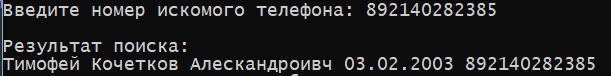 Введите номер искомого телефона: 892140282385
Результат поиска:
Тимофей Кочетков Алескандроивч 03.02.2003 892140282385